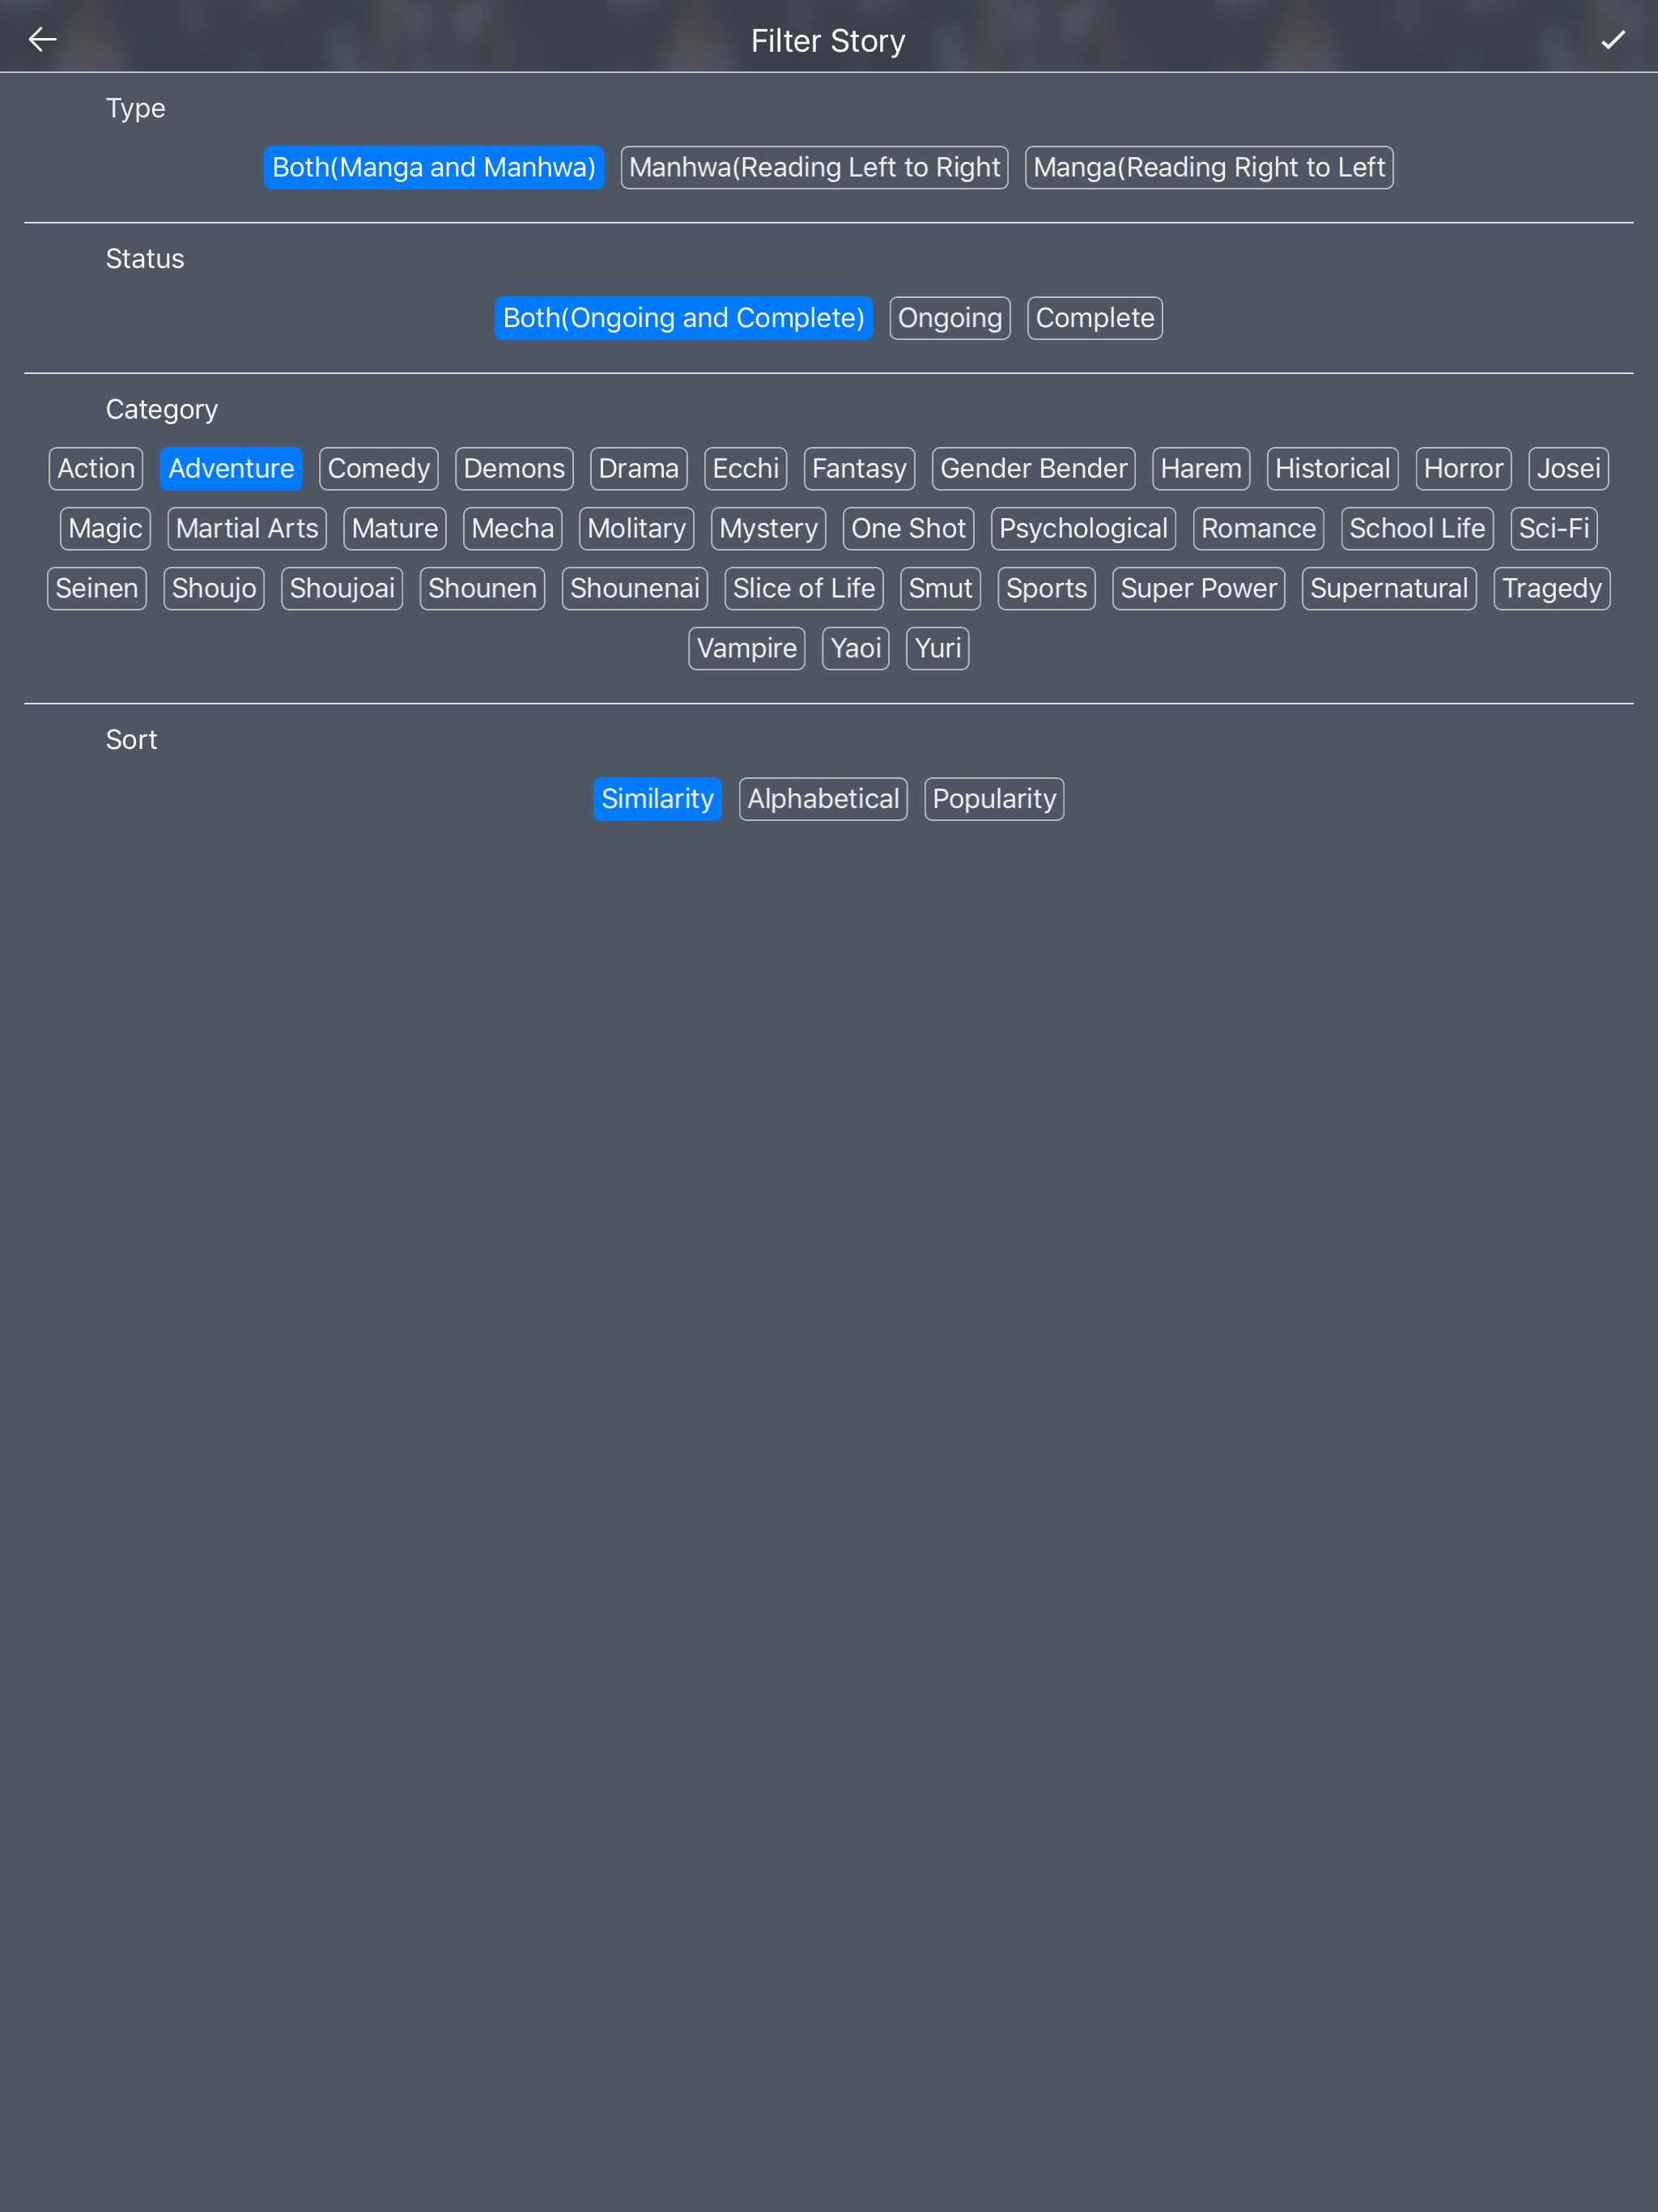 Filter Story
Type
Both(Manga and Manhwa) Manhwa(Reading Left to Right Manga(Reading Right to Left
Status
Both(Ongoing and Complete) Ongoing Complete
Category
Action Adventure Comedy Demons Drama Ecchi Fantasy Gender Bender Harem Historical Horror Josei
Magic Martial Arts Mature Mecha Molitary Mystery One Shot Psychological Romance School Life Sci-Fi
Seinen Shoujo Shoujoai Shounen Shounenai Slice of Life Smut Sports Super Power Supernatural Tragedy
Vampire Yaoi Yuri
Sort
Similarity Alphabetical Popularity